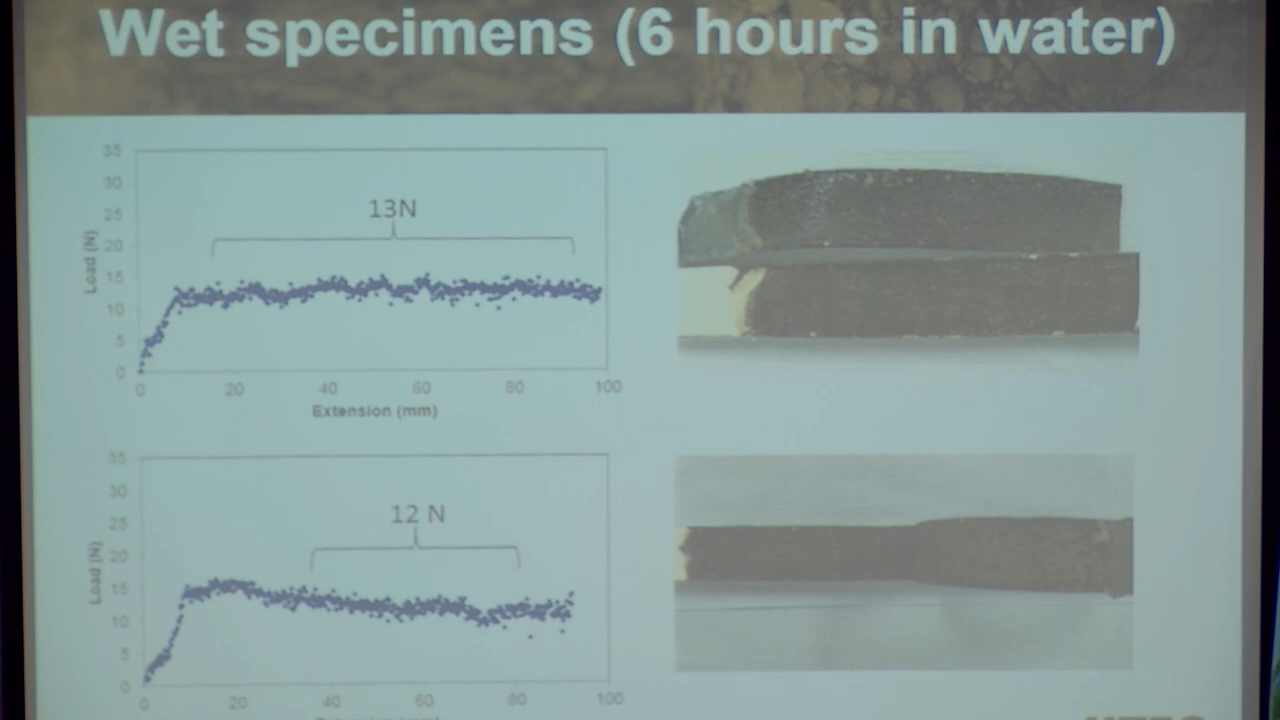 Wet specimens (6 hours in water)
35
30
25
20
15
10
5
0
Load (N)
13N
0 20 40 60 80 100
Extension (mm)
35
30
25
20
15
10
5
0
Load (N)
12 N
0 20 40 60 80 100